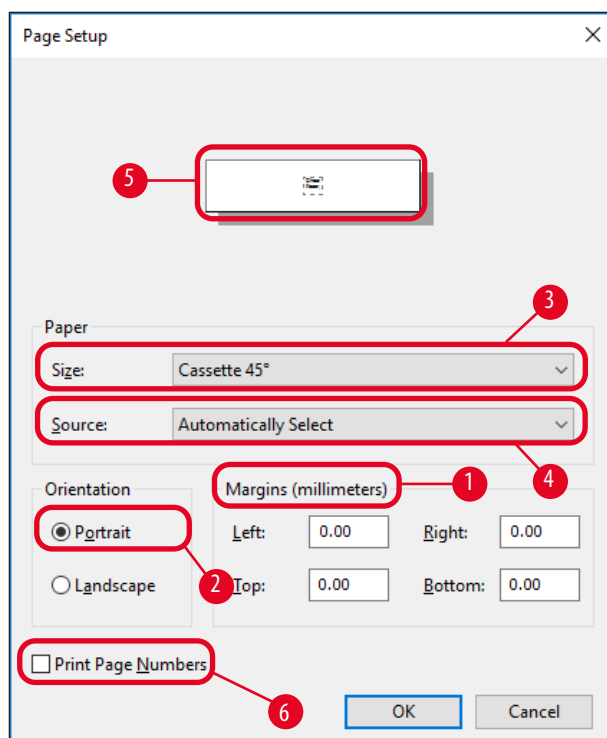 Page Setup
5
3
Paper
Size: Cassette 45°
Source: Automatically Select
4
Orientation
Margins (millimeters)
1
Portrait
Left: 0.00 Right: 0.00
2
Landscape
Top: 0.00 Bottom: 0.00
Print Page Numbers
6
OK Cancel